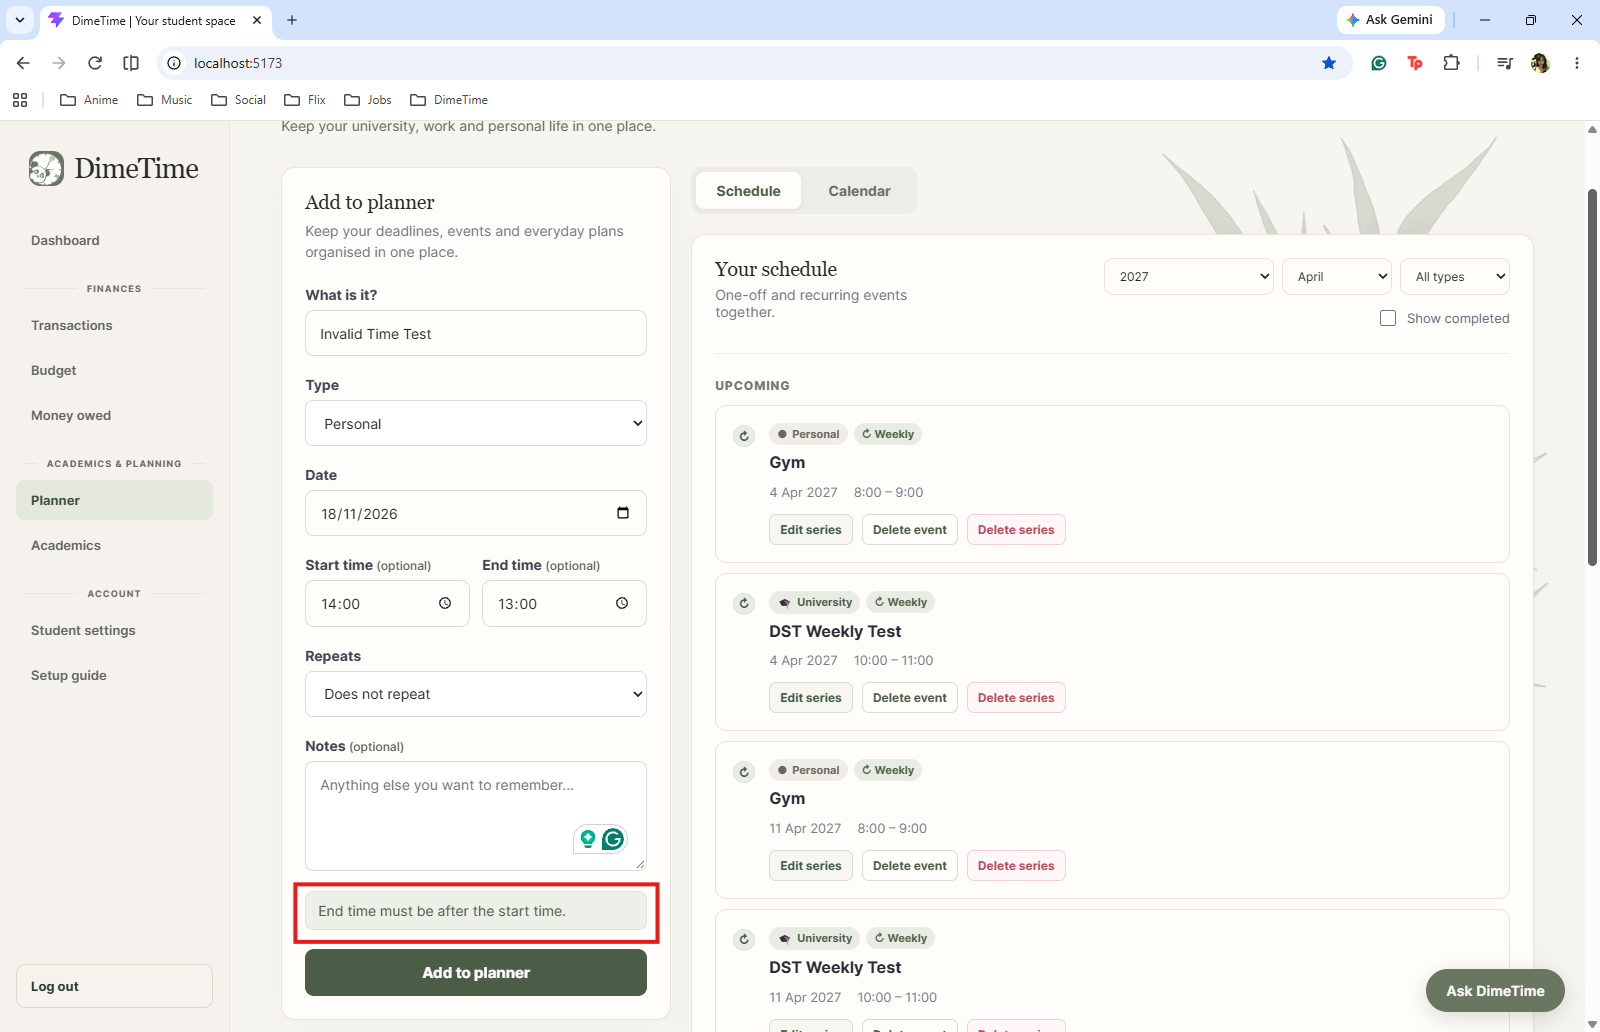 DimeTime | Your student space
Ask Gemini
localhost:5173
Anime
Music
Social
Flix
Jobs
DimeTime
DimeTime
Dashboard
FINANCES
Transactions
Budget
Money owed
ACADEMICS & PLANNING
Planner
Academics
ACCOUNT
Student settings
Setup guide
Log out
Keep your university, work and personal life in one place.
Add to planner
Keep your deadlines, events and everyday plans
organised in one place.
What is it?
Invalid Time Test
Type
Personal
Date
18/11/2026
Start time (optional)
End time (optional)
14:00
13:00
Repeats
Does not repeat
Notes (optional)
Anything else you want to remember...
End time must be after the start time.
Add to planner
Schedule
Calendar
Your schedule
One-off and recurring events
together.
2027
April
All types
Show completed
UPCOMING
Personal
Weekly
Gym
4 Apr 2027 8:00 – 9:00
Edit series
Delete event
Delete series
University
Weekly
DST Weekly Test
4 Apr 2027 10:00 – 11:00
Edit series
Delete event
Delete series
Personal
Weekly
Gym
11 Apr 2027 8:00 – 9:00
Edit series
Delete event
Delete series
University
Weekly
DST Weekly Test
11 Apr 2027 10:00 – 11:00
Ask DimeTime